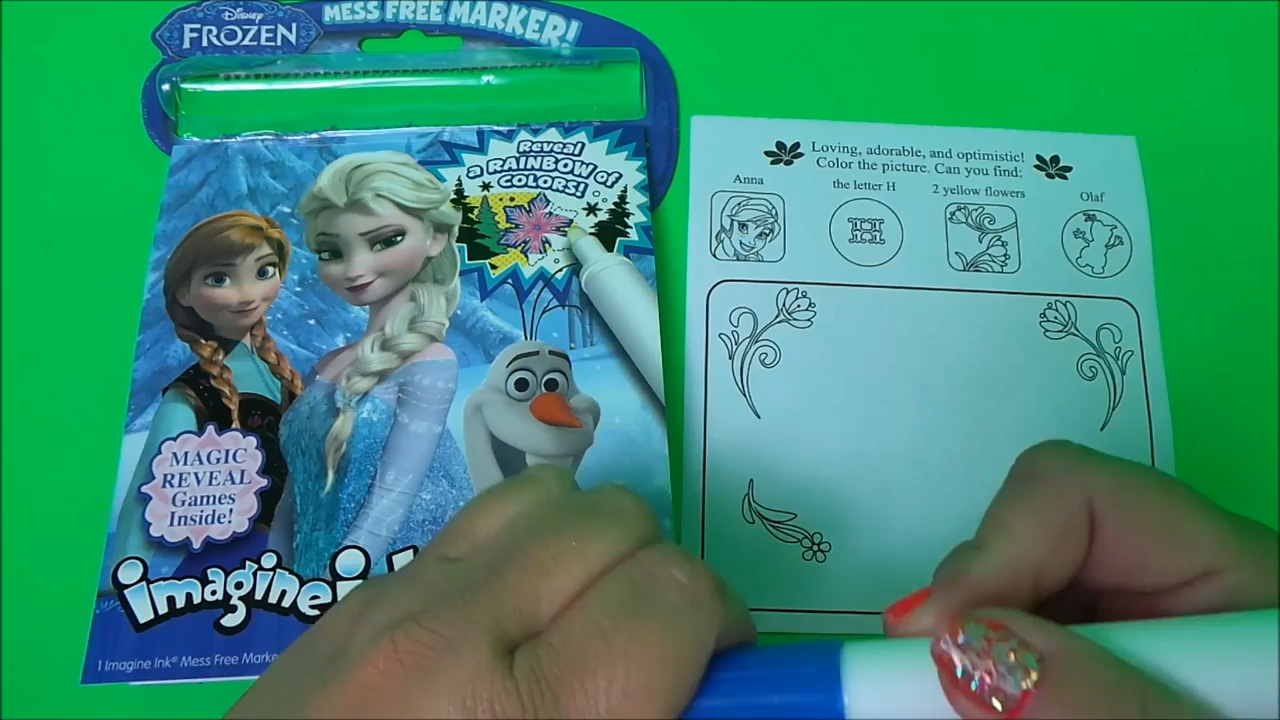 Disney
FROZEN
MESS FREE MARKER!
Reveal
a RAINBOW of
COLORS!
MAGIC
REVEAL
Games
Inside!
imagine
1 Imagine Ink® Mess Free
Loving, adorable, and optimistic!
Color the picture. Can you find:
Anna
the letter H
2 yellow flowers
Olaf
H